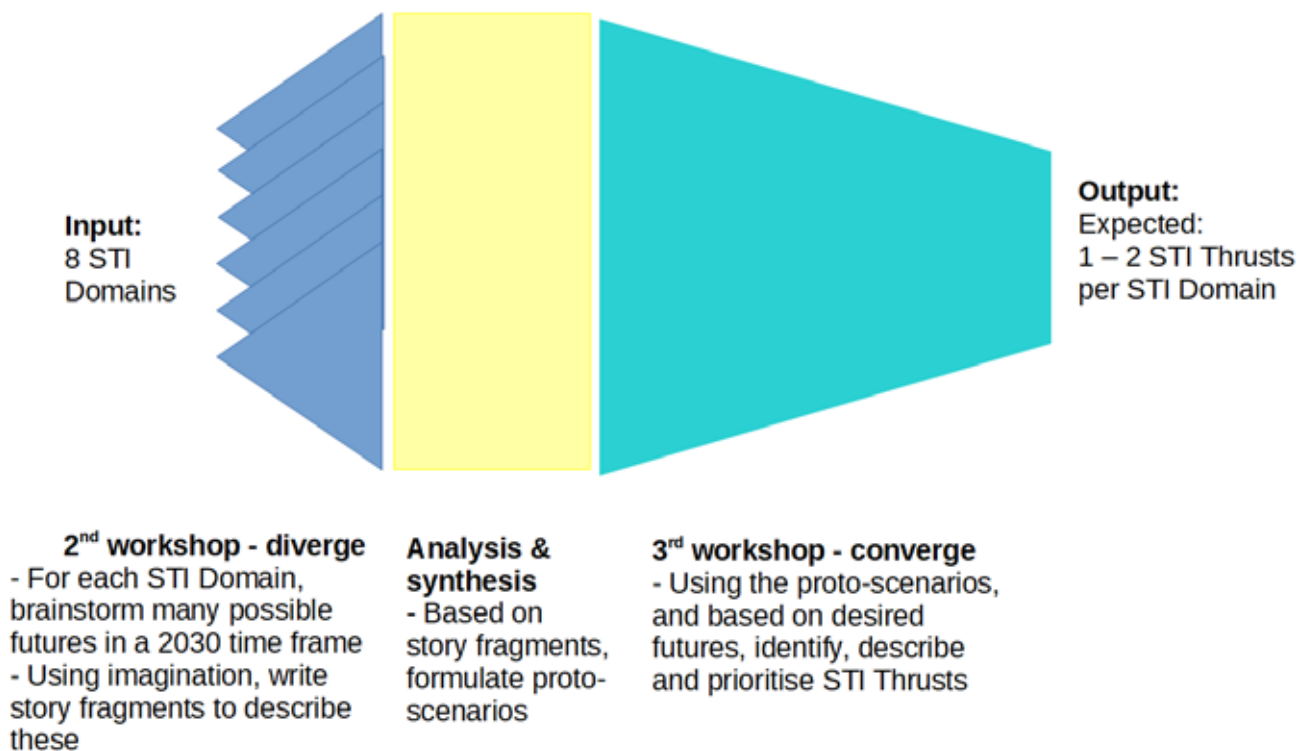 Input:
8 STI
Domains
Output:
Expected:
1 – 2 STI Thrusts
per STI Domain
2nd workshop - diverge
- For each STI Domain,
brainstorm many possible
futures in a 2030 time frame
- Using imagination, write
story fragments to describe
these
Analysis &
synthesis
- Based on
story fragments,
formulate proto-
scenarios
3rd workshop - converge
- Using the proto-scenarios,
and based on desired
futures, identify, describe
and prioritise STI Thrusts